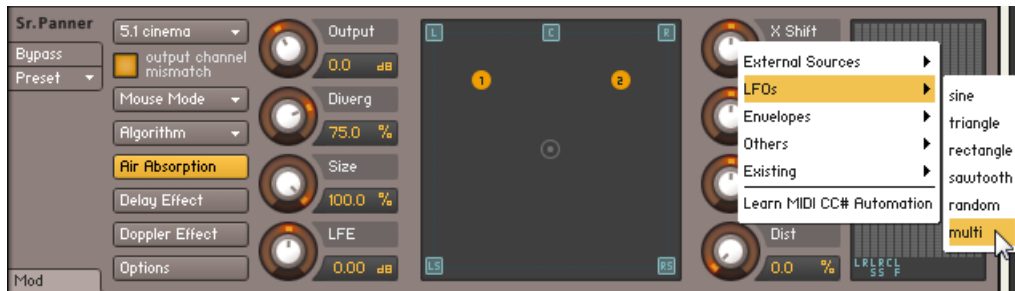 Sr.Panner
Bypass
Preset
Mod
5.1 cinema
output channel
mismatch
Mouse Mode
Algorithm
Air Absorption
Delay Effect
Doppler Effect
Options
Output
0.0 dB
Diverg
75.0 %
Size
100.0 %
LFE
0.00 dB
L C R
1 2
LS RS
X Shift
External Sources
LFOs
Envelopes
Others
Existing
Learn MIDI CC# Automation
sine
triangle
rectangle
sawtooth
random
multi
Dist
0.0 %
LRLRCL
SS F